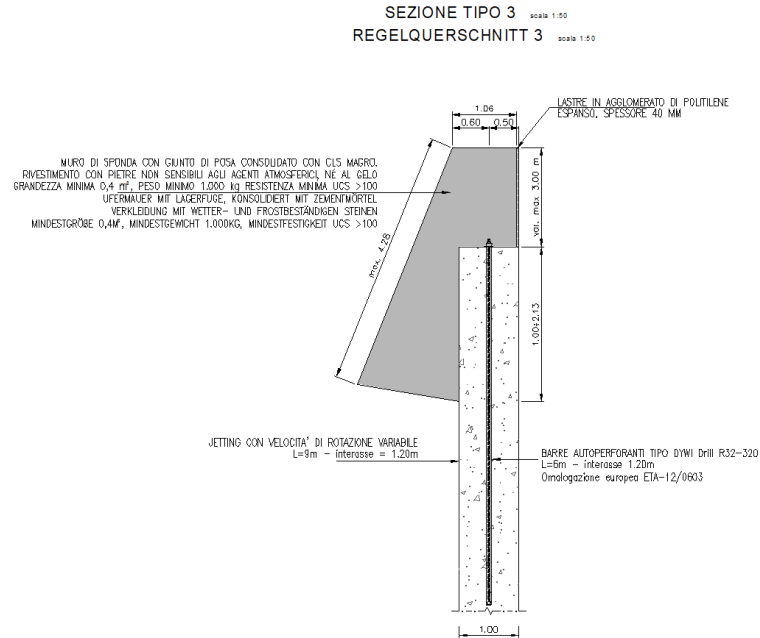 SEZIONE TIPO 3 scala 1:50
REGELQUERSCHNITT 3 scala 1:50
LASTRE IN AGGLOMERATO DI POLITILENE
ESPANSO, SPESSORE 40 MM
1.06
0.60 0.50
MURO DI SPONDA CON GIUNTO DI POSA CONSOLIDATO CON CLS MAGRO.
RIVESTIMENTO CON PIETRE NON SENSIBILI AGLI AGENTI ATMOSFERICI, NÉ AL GELO
GRANDEZZA MINIMA 0,4 m², PESO MINIMO 1.000 kg RESISTENZA MINIMA UCS >100
UFERMAUER MIT LAGERFUGE, KONSOLIDIERT MIT ZEMENTMÖRTEL
VERKLEIDUNG MIT WETTER- UND FROSTBESTÄNDIGEN STEINEN
MINDESTGRÖßE 0,4M², MINDESTGEWICHT 1.000KG, MINDESTFESTIGKEIT UCS >100
var. max 3.00 m
max. 4.28
1.00÷2.13
JETTING CON VELOCITA' DI ROTAZIONE VARIABILE
L=9m - interasse = 1.20m
BARRE AUTOPERFORANTI TIPO DYWI Drill R32-320
L=6m - interasse 1.20m
Omologazione europea ETA-12/0603
1.00